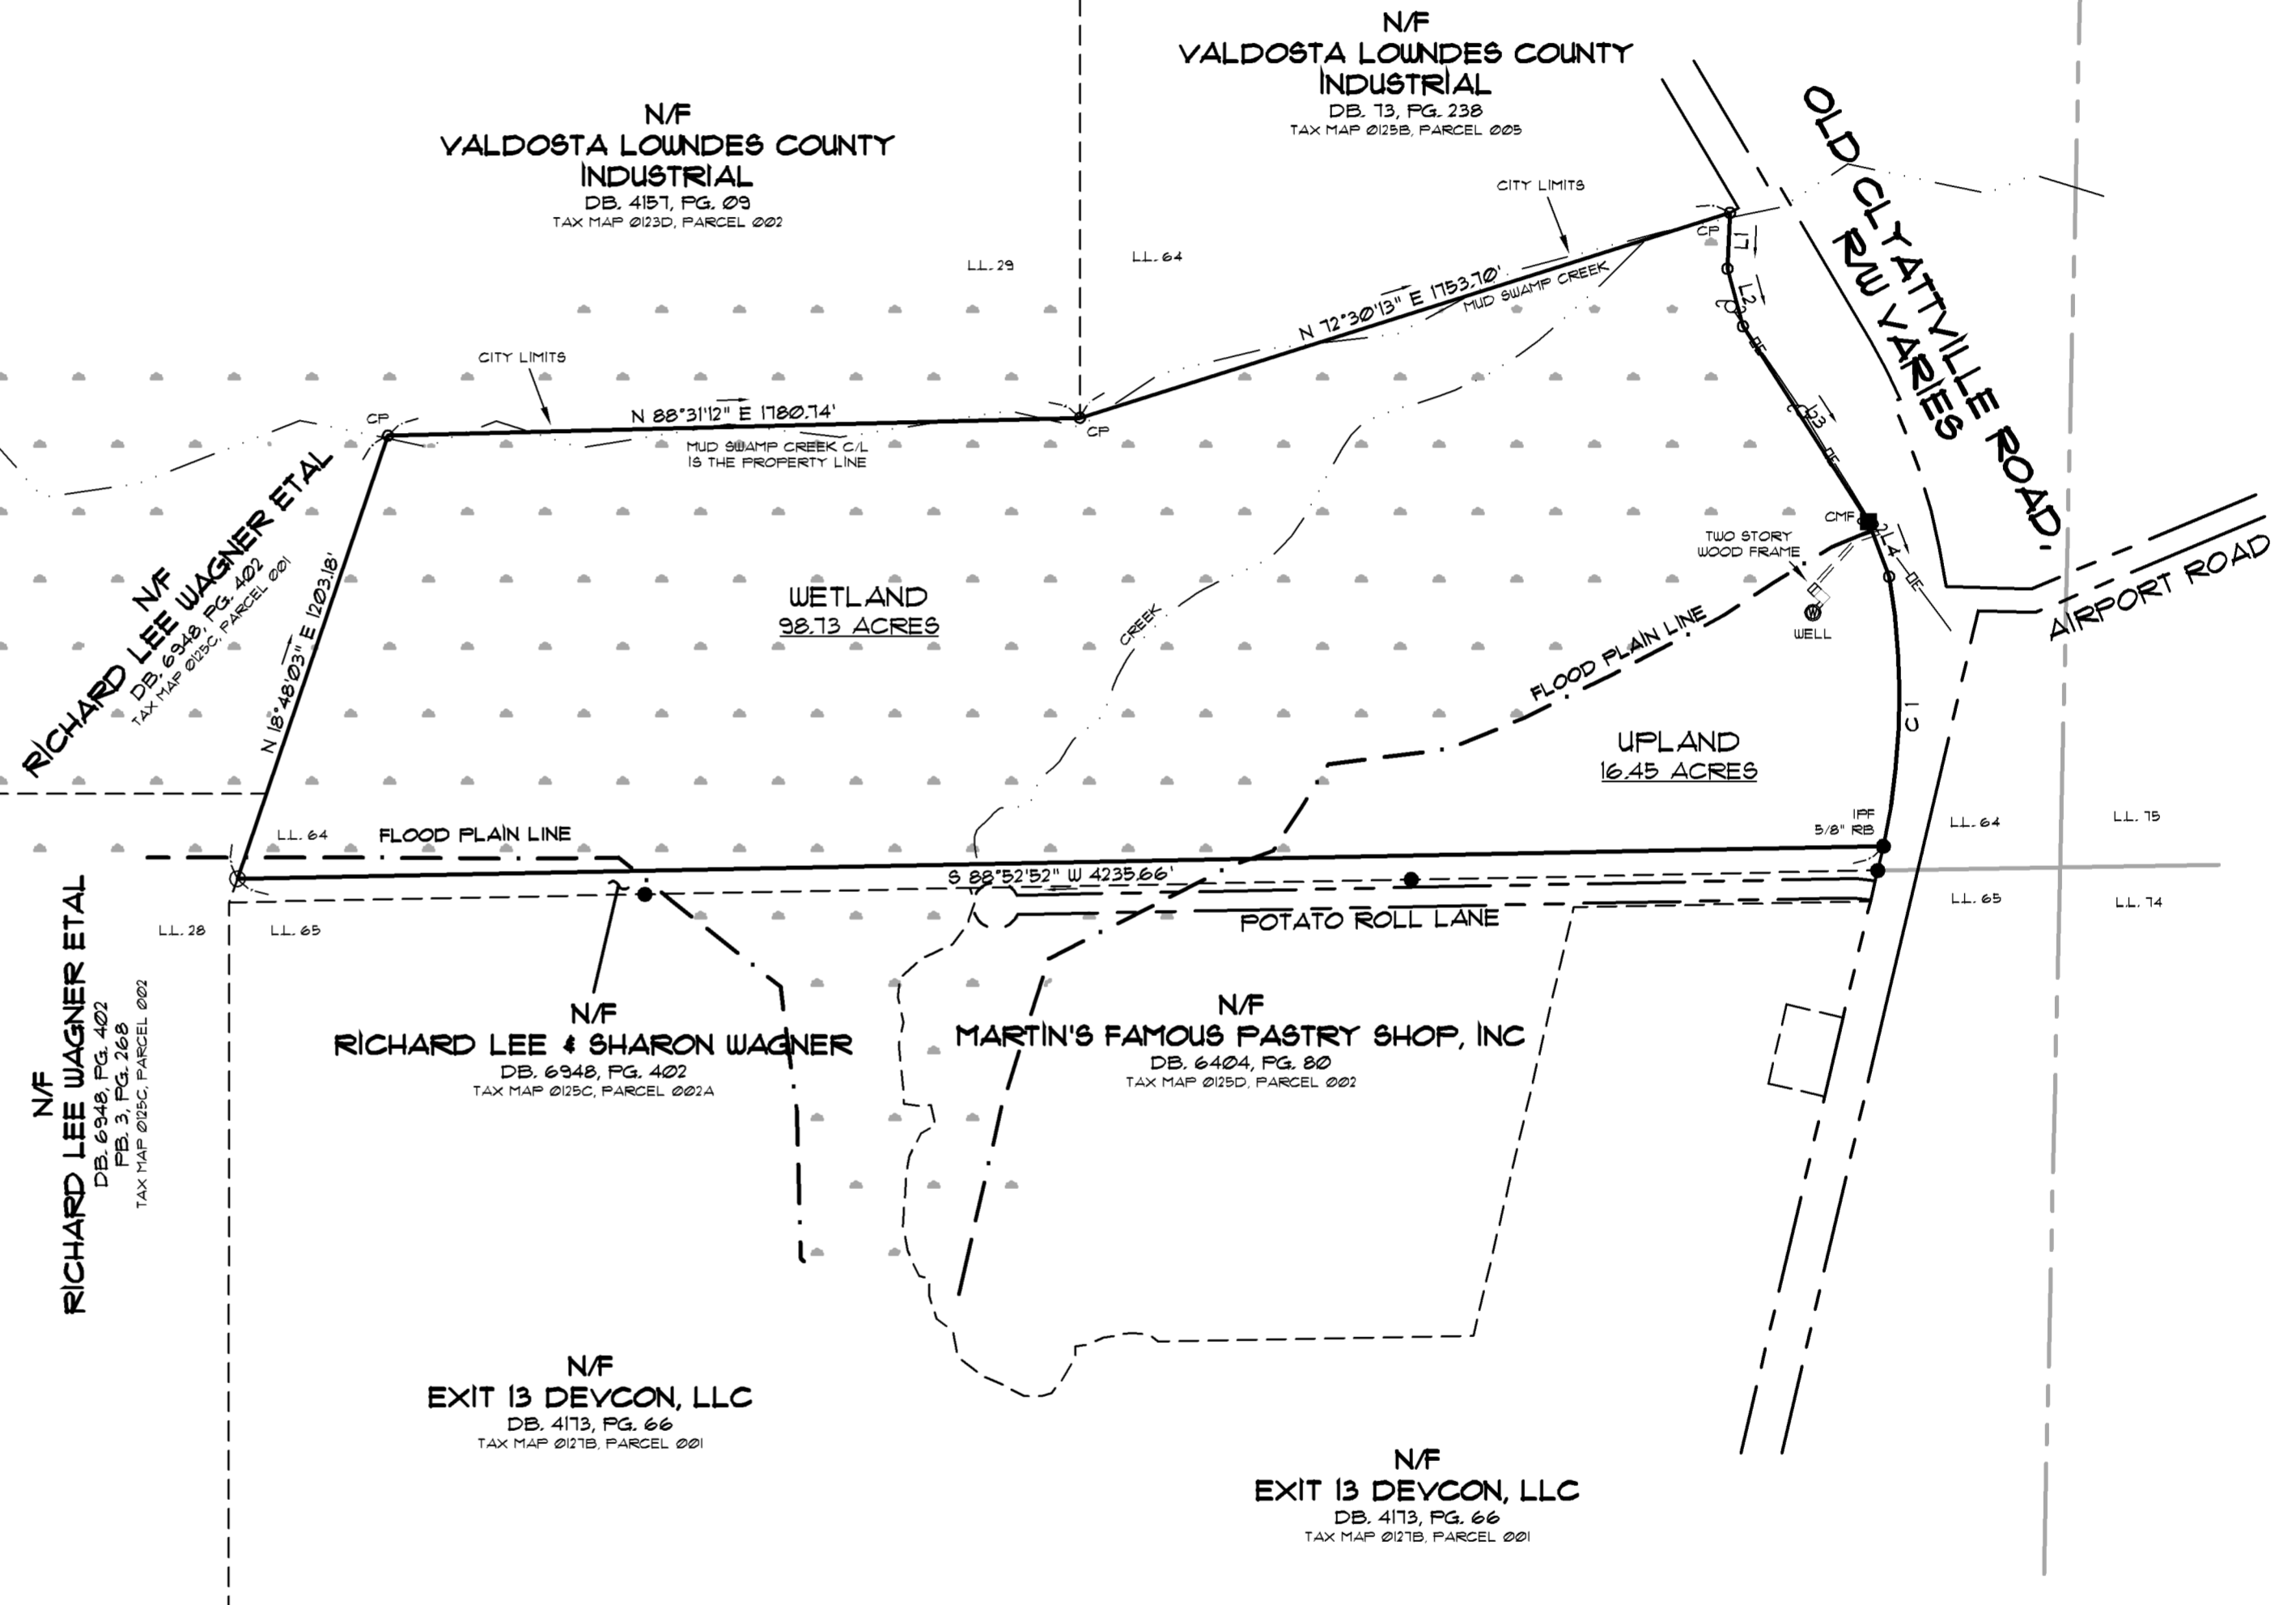 N/F
VALDOSTA LOWNDES COUNTY
INDUSTRIAL
DB. 73, PG. 238
TAX MAP 0125B, PARCEL 005
N/F
VALDOSTA LOWNDES COUNTY
INDUSTRIAL
DB. 4157, PG. 09
TAX MAP 0123D, PARCEL 002
OLD CLYATTVILLE ROAD.
R/W VARIES
CITY LIMITS
CP
L1
L.L. 29
L.L. 64
N 72°30'13" E 1753.70'
MUD SWAMP CREEK
L2
CITY LIMITS
CP
N 88°31'12" E 1780.74'
CP
MUD SWAMP CREEK C/L
IS THE PROPERTY LINE
OE
L3
OE
CMF
L4
OE
TWO STORY
WOOD FRAME
W
WELL
AIRPORT ROAD
N/F
RICHARD LEE WAGNER ETAL
DB. 6948, PG. 402
TAX MAP 0125C, PARCEL 001
N 18°48'03" E 1203.18'
WETLAND
98.73 ACRES
CREEK
FLOOD PLAIN LINE
C 1
UPLAND
16.45 ACRES
IPF
5/8" RB
L.L. 64
L.L. 75
L.L. 64
FLOOD PLAIN LINE
S 88°52'52" W 4235.66'
L.L. 65
L.L. 74
POTATO ROLL LANE
L.L. 28
L.L. 65
N/F
RICHARD LEE WAGNER ETAL
DB. 6948, PG. 402
PB. 3, PG. 268
TAX MAP 0125C, PARCEL 002
N/F
RICHARD LEE & SHARON WAGNER
DB. 6948, PG. 402
TAX MAP 0125C, PARCEL 002A
N/F
MARTIN'S FAMOUS PASTRY SHOP, INC
DB. 6404, PG. 80
TAX MAP 0125D, PARCEL 002
N/F
EXIT 13 DEVCON, LLC
DB. 4173, PG. 66
TAX MAP 0127B, PARCEL 001
N/F
EXIT 13 DEVCON, LLC
DB. 4173, PG. 66
TAX MAP 0127B, PARCEL 001